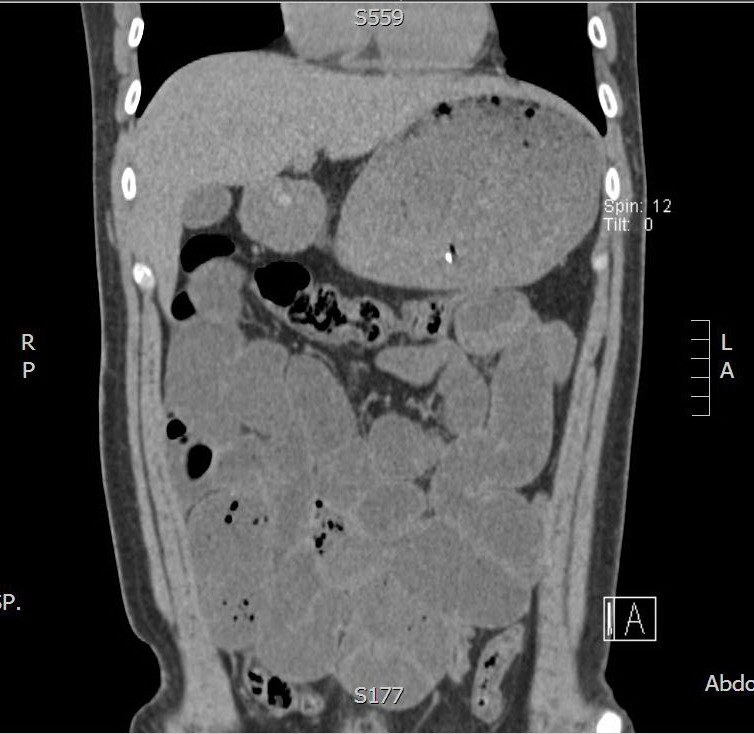 S559
Spin: 12
Tilt: 0
R
P
L
A
SP.
A
Abdo
S177